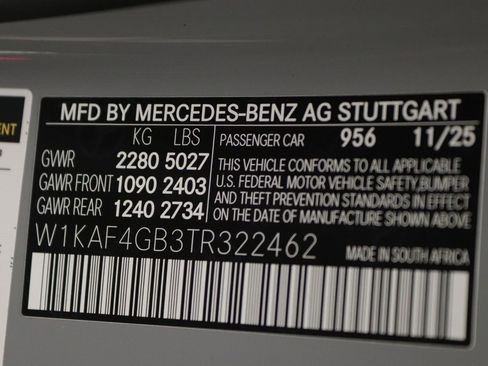 MFD BY MERCEDES-BENZ AG STUTTGART
KG LBS
PASSENGER CAR 956 11/25
GVWR 2280 5027
GAWR FRONT 1090 2403
GAWR REAR 1240 2734
THIS VEHICLE CONFORMS TO ALL APPLICABLE
U.S. FEDERAL MOTOR VEHICLE SAFETY, BUMPER
AND THEFT PREVENTION STANDARDS IN EFFECT
ON THE DATE OF MANUFACTURE SHOWN ABOVE.
W1KAF4GB3TR322462
MADE IN SOUTH AFRICA